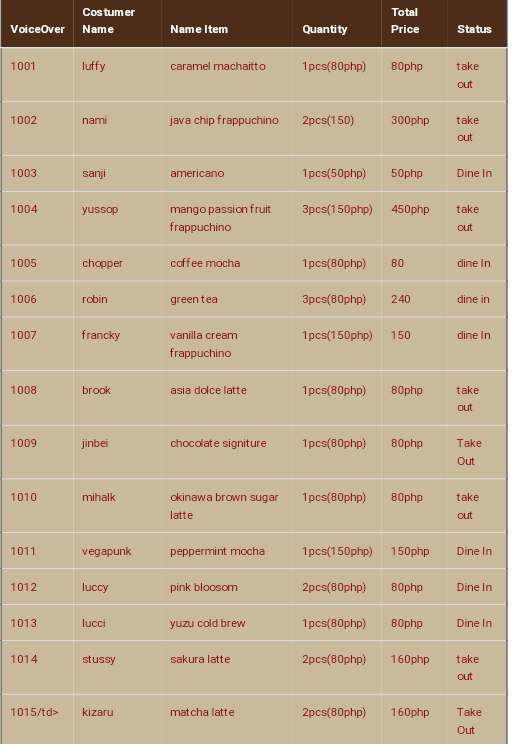 VoiceOver Costumer Name Name Item Quantity Total Price Status
1001 luffy caramel machaitto 1pcs(80php) 80php take out
1002 nami java chip frappuchino 2pcs(150) 300php take out
1003 sanji americano 1pcs(50php) 50php Dine In
1004 yussop mango passion fruit frappuchino 3pcs(150php) 450php take out
1005 chopper coffee mocha 1pcs(80php) 80 dine In
1006 robin green tea 3pcs(80php) 240 dine in
1007 francky vanilla cream frappuchino 1pcs(150php) 150 dine In
1008 brook asia dolce latte 1pcs(80php) 80php take out
1009 jinbei chocolate signiture 1pcs(80php) 80php Take Out
1010 mihalk okinawa brown sugar latte 1pcs(80php) 80php take out
1011 vegapunk peppermint mocha 1pcs(150php) 150php Dine In
1012 luccy pink bloosom 2pcs(80php) 80php Dine In
1013 lucci yuzu cold brew 1pcs(80php) 80php Dine In
1014 stussy sakura latte 2pcs(80php) 160php take out
1015/td> kizaru matcha latte 2pcs(80php) 160php Take Out